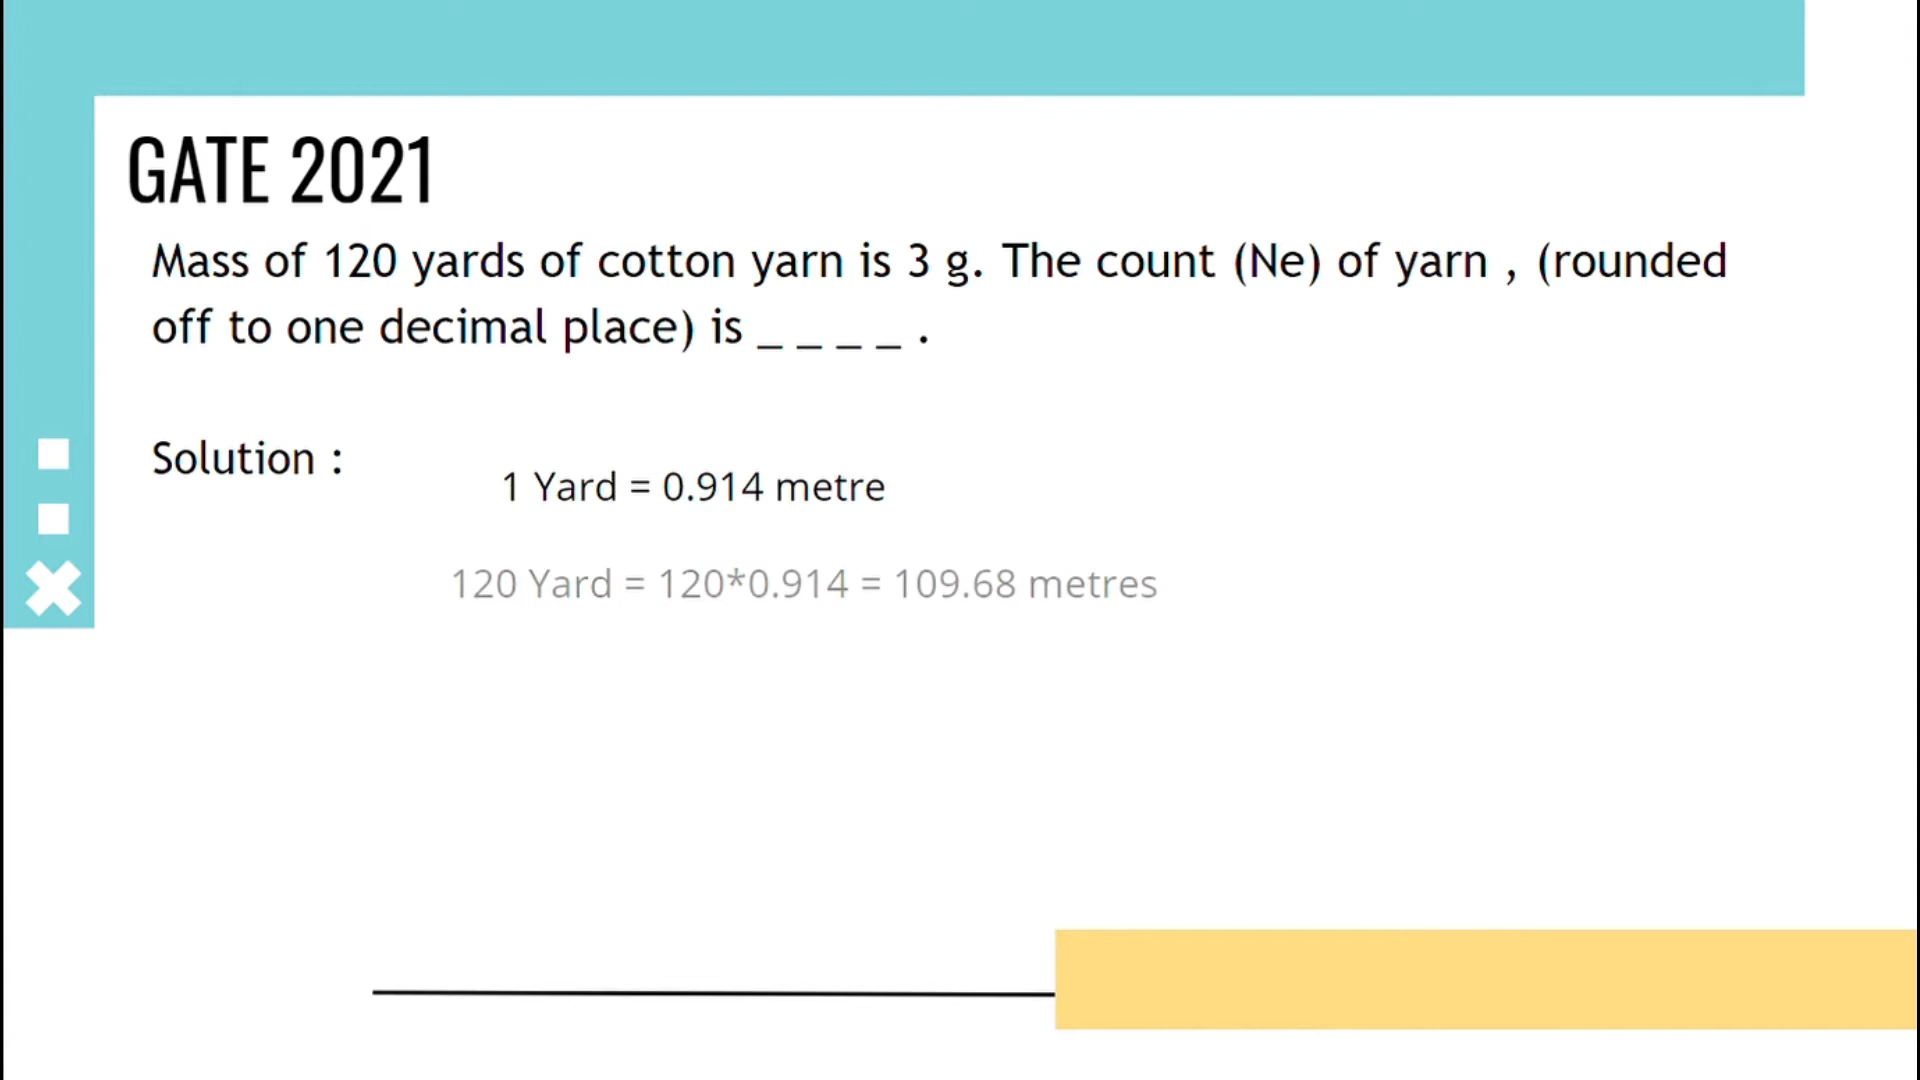 GATE 2021
Mass of 120 yards of cotton yarn is 3 g. The count (Ne) of yarn , (rounded
off to one decimal place) is _ _ _ _ .
Solution :
1 Yard = 0.914 metre
120 Yard = 120*0.914 = 109.68 metres